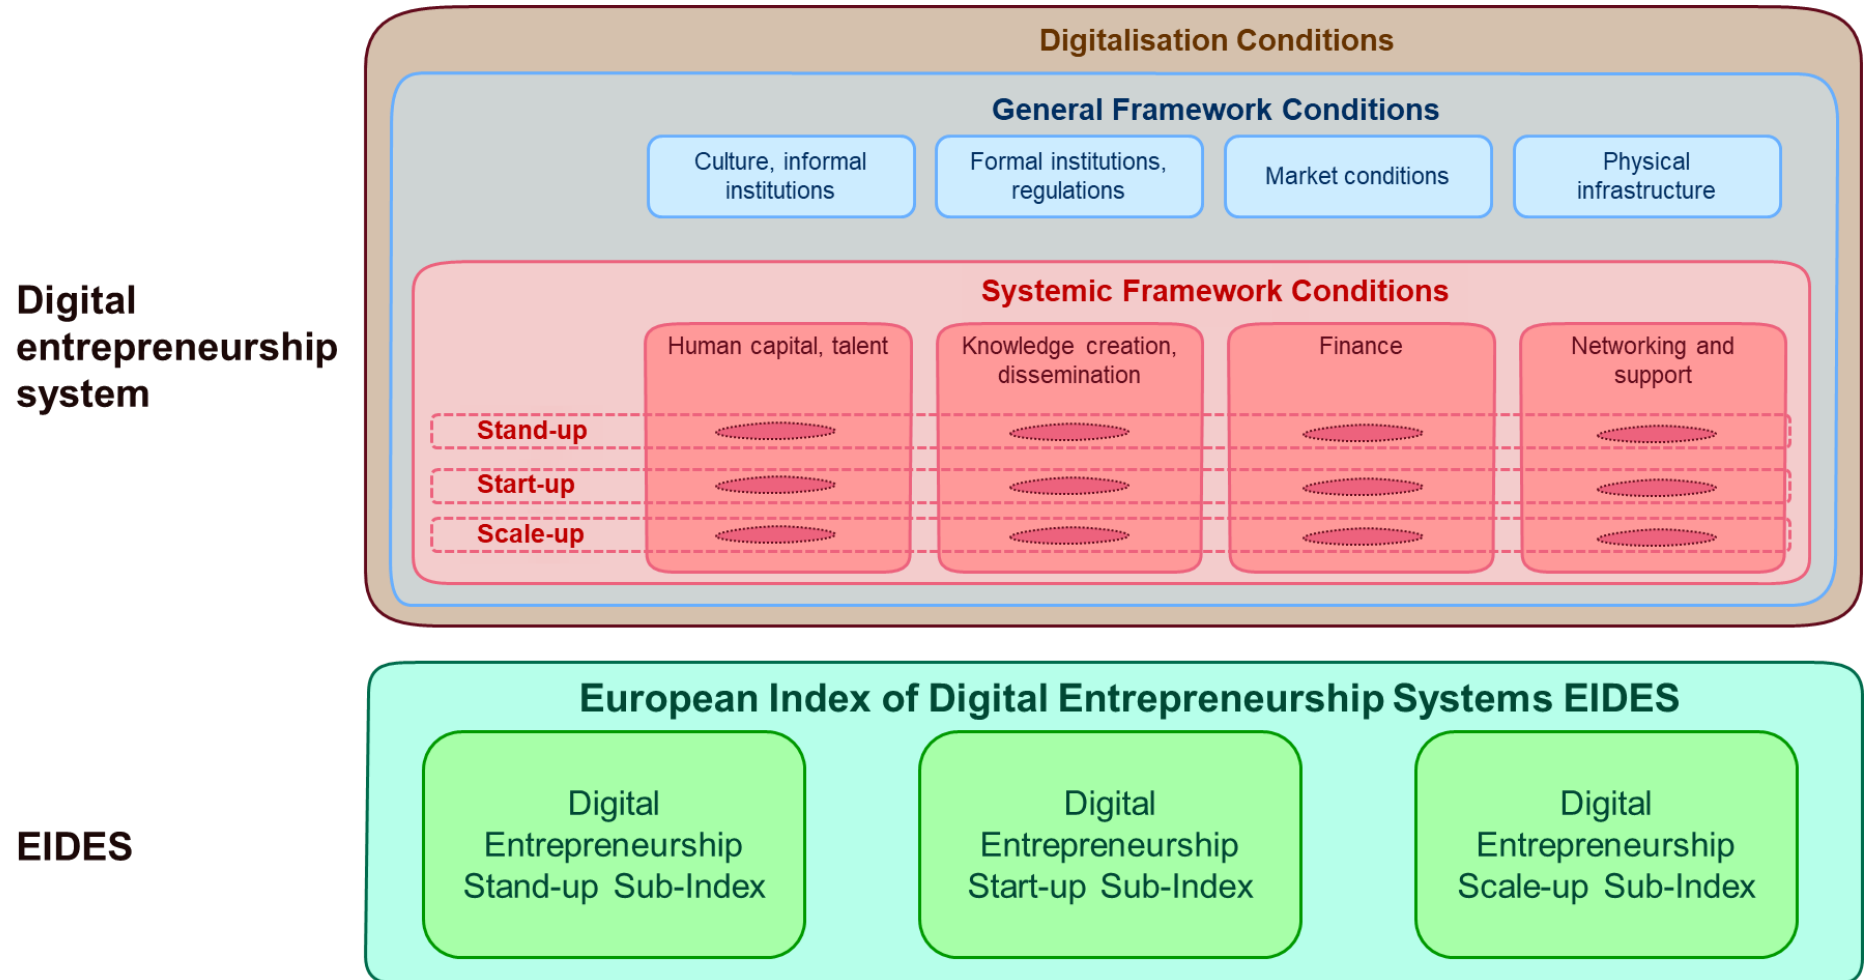 Digitalisation Conditions
General Framework Conditions
Culture, informal
institutions
Formal institutions,
regulations
Market conditions
Physical
infrastructure
Digital
entrepreneurship
system
Systemic Framework Conditions
Human capital, talent
Knowledge creation,
dissemination
Finance
Networking and
support
Stand-up
Start-up
Scale-up
European Index of Digital Entrepreneurship Systems EIDES
EIDES
Digital
Entrepreneurship
Stand-up Sub-Index
Digital
Entrepreneurship
Start-up Sub-Index
Digital
Entrepreneurship
Scale-up Sub-Index